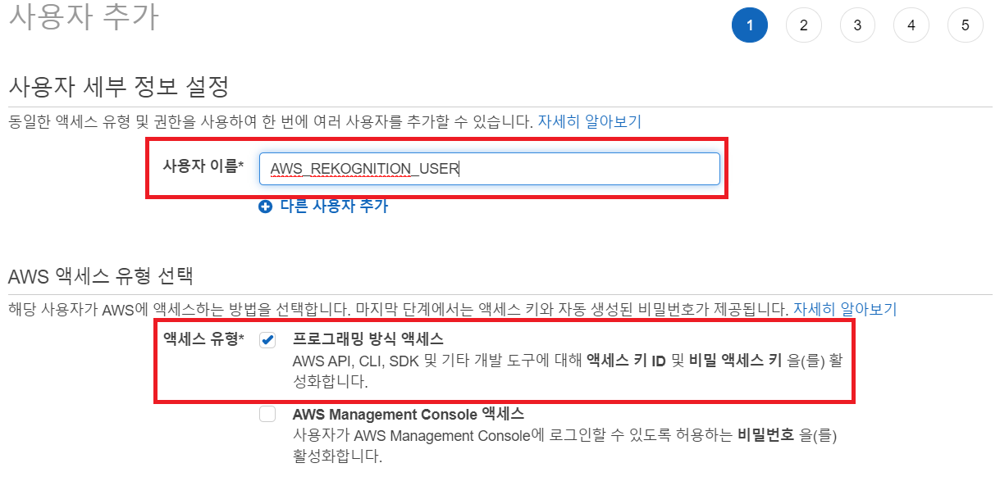 사용자 추가
1 2 3 4 5
사용자 세부 정보 설정
동일한 액세스 유형 및 권한을 사용하여 한 번에 여러 사용자를 추가할 수 있습니다. 자세히 알아보기
사용자 이름* AWS_REKOGNITION_USER
다른 사용자 추가
AWS 액세스 유형 선택
해당 사용자가 AWS에 액세스하는 방법을 선택합니다. 마지막 단계에서는 액세스 키와 자동 생성된 비밀번호가 제공됩니다. 자세히 알아보기
액세스 유형* 프로그래밍 방식 액세스
AWS API, CLI, SDK 및 기타 개발 도구에 대해 액세스 키 ID 및 비밀 액세스 키 을(를) 활
성화합니다.
AWS Management Console 액세스
사용자가 AWS Management Console에 로그인할 수 있도록 허용하는 비밀번호 을(를)
활성화합니다.